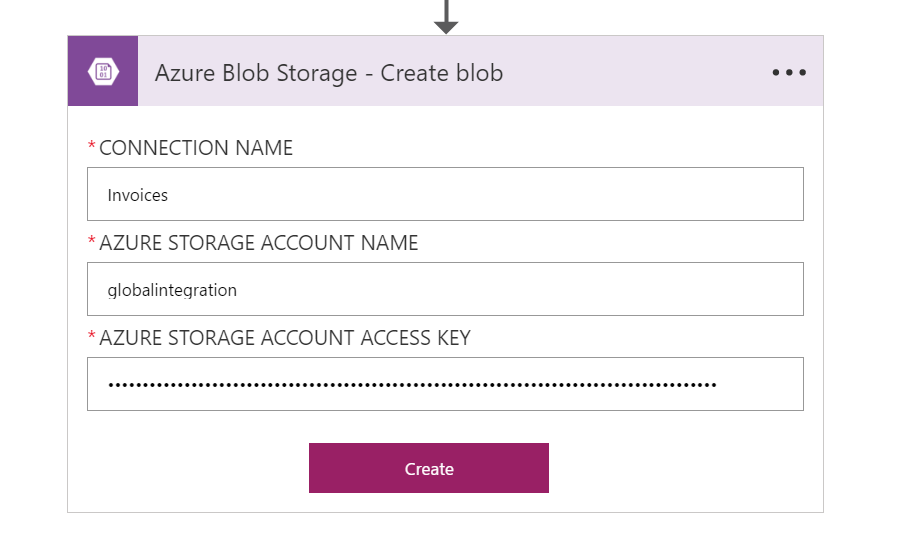 Azure Blob Storage - Create blob
* CONNECTION NAME
Invoices
* AZURE STORAGE ACCOUNT NAME
globalintegration
* AZURE STORAGE ACCOUNT ACCESS KEY
Create